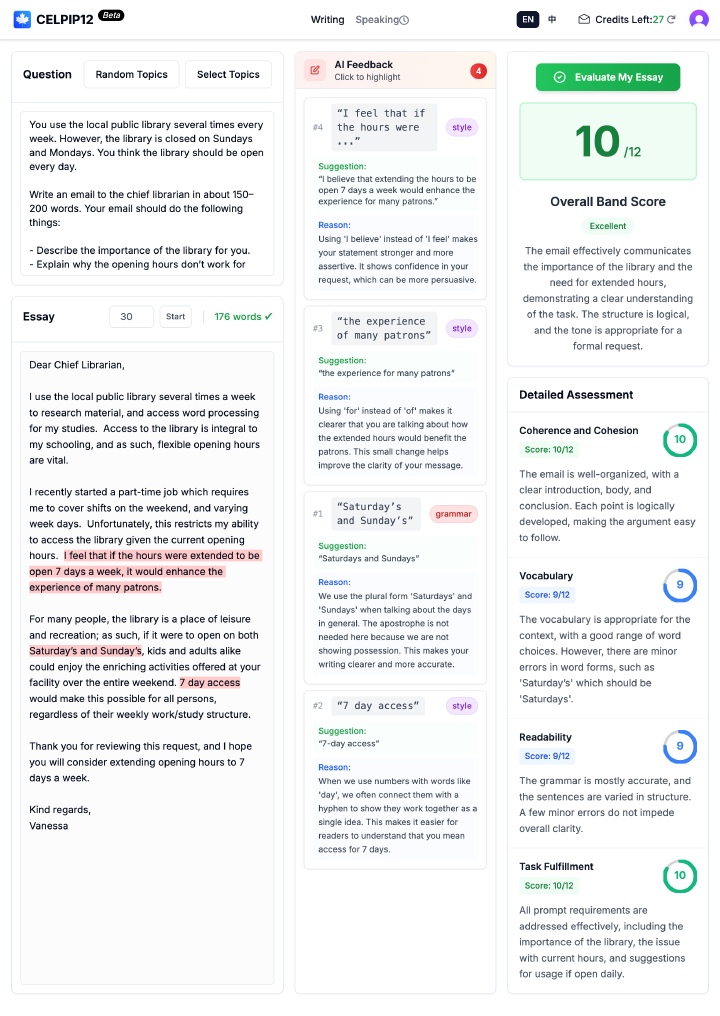 CELPIP12 Beta
Writing
Speaking
EN
中
Credits Left:27
Question
Random Topics
Select Topics
You use the local public library several times every
week. However, the library is closed on Sundays
and Mondays. You think the library should be open
every day.
Write an email to the chief librarian in about 150–
200 words. Your email should do the following
things:
- Describe the importance of the library for you.
- Explain why the opening hours don't work for
Essay
30
Start
176 words ✓
Dear Chief Librarian,
I use the local public library several times a week
to research material, and access word processing
for my studies.  Access to the library is integral to
my schooling, and as such, flexible opening hours
are vital.
I recently started a part-time job which requires
me to cover shifts on the weekend, and varying
week days.  Unfortunately, this restricts my ability
to access the library given the current opening
hours.  I feel that if the hours were extended to be
open 7 days a week, it would enhance the
experience of many patrons.
For many people, the library is a place of leisure
and recreation; as such, if it were to open on both
Saturday's and Sunday's, kids and adults alike
could enjoy the enriching activities offered at your
facility over the entire weekend. 7 day access
would make this possible for all persons,
regardless of their weekly work/study structure.
Thank you for reviewing this request, and I hope
you will consider extending opening hours to 7
days a week.
Kind regards,
Vanessa
AI Feedback
Click to highlight
4
#4
"I feel that if
the hours were
..."
style
Suggestion:
"I believe that extending the hours to be
open 7 days a week would enhance the
experience for many patrons."
Reason:
Using 'I believe' instead of 'I feel' makes
your statement stronger and more
assertive. It shows confidence in your
request, which can be more persuasive.
#3
"the experience
of many patrons"
style
Suggestion:
"the experience for many patrons"
Reason:
Using 'for' instead of 'of' makes it
clearer that you are talking about how
the extended hours would benefit the
patrons. This small change helps
improve the clarity of your message.
#1
"Saturday's
and Sunday's"
grammar
Suggestion:
"Saturdays and Sundays"
Reason:
We use the plural form 'Saturdays' and
'Sundays' when talking about the days
in general. The apostrophe is not
needed here because we are not
showing possession. This makes your
writing clearer and more accurate.
#2
"7 day access"
style
Suggestion:
"7-day access"
Reason:
When we use numbers with words like
'day', we often connect them with a
hyphen to show they work together as a
single idea. This makes it easier for
readers to understand that you mean
access for 7 days.
Evaluate My Essay
10 /12
Overall Band Score
Excellent
The email effectively communicates
the importance of the library and the
need for extended hours,
demonstrating a clear understanding
of the task. The structure is logical,
and the tone is appropriate for a
formal request.
Detailed Assessment
Coherence and Cohesion
Score: 10/12
10
The email is well-organized, with a
clear introduction, body, and
conclusion. Each point is logically
developed, making the argument easy
to follow.
Vocabulary
Score: 9/12
9
The vocabulary is appropriate for the
context, with a good range of word
choices. However, there are minor
errors in word forms, such as
'Saturday's' which should be
'Saturdays'.
Readability
Score: 9/12
9
The grammar is mostly accurate, and
the sentences are varied in structure.
A few minor errors do not impede
overall clarity.
Task Fulfillment
Score: 10/12
10
All prompt requirements are
addressed effectively, including the
importance of the library, the issue
with current hours, and suggestions
for usage if open daily.